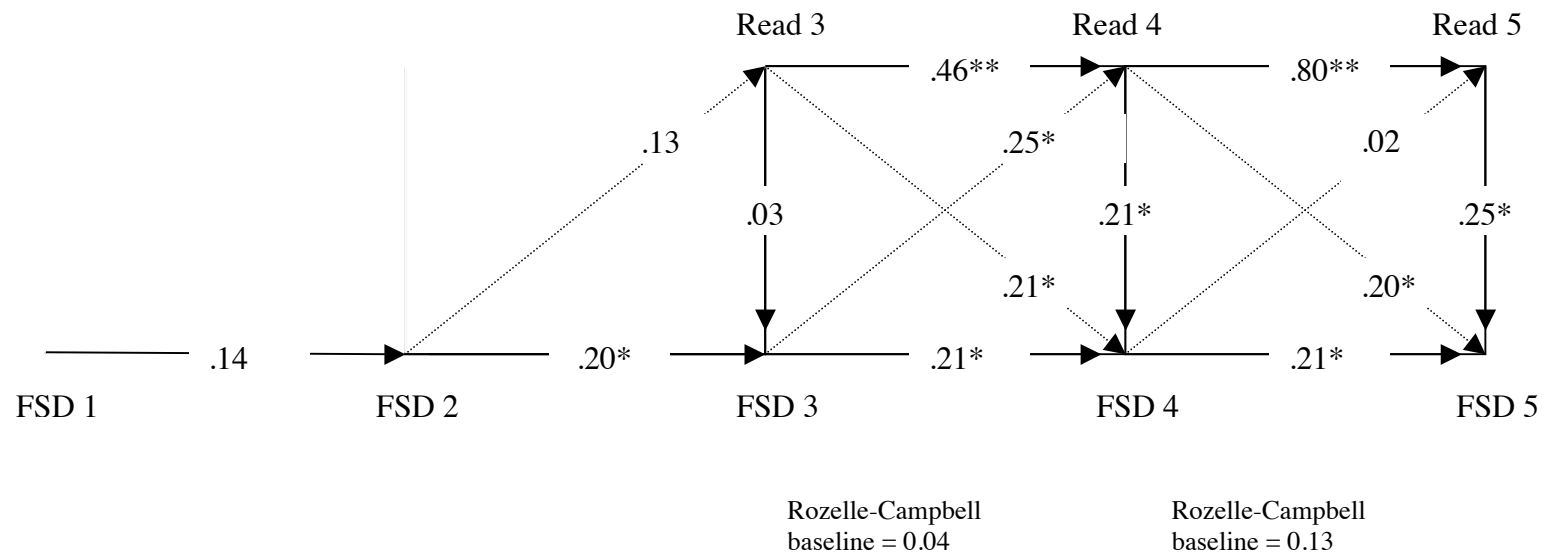 Read 3 Read 4 Read 5
.46** .80**
.13 .25* .02
.03 .21* .25*
.21* .20*
.14 .20* .21* .21*
FSD 1 FSD 2 FSD 3 FSD 4 FSD 5
Rozelle-Campbell Rozelle-Campbell
baseline = 0.04 baseline = 0.13